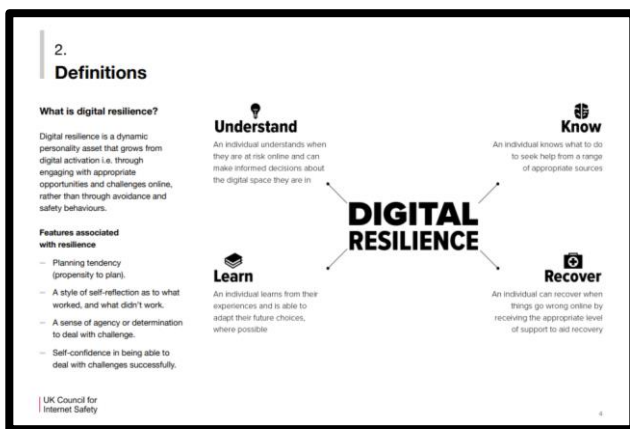 2.
Definitions
What is digital resilience?
Digital resilience is a dynamic
personality asset that grows from
digital activation i.e. through
engaging with appropriate
opportunities and challenges online,
rather than through avoidance and
safety behaviours.
Features associated
with resilience
— Planning tendency
(propensity to plan).
— A style of self-reflection as to what
worked, and what didn't work.
— A sense of agency or determination
to deal with challenge.
— Self-confidence in being able to
deal with challenges successfully.
Understand
An individual understands when
they are at risk online and can
make informed decisions about
the digital space they are in
Know
An individual knows what to do
to seek help from a range
of appropriate sources
DIGITAL
RESILIENCE
Learn
An individual learns from their
experiences and is able to
adapt their future choices,
where possible
Recover
An individual can recover when
things go wrong online by
receiving the appropriate level
of support to aid recovery
UK Council for
Internet Safety
4